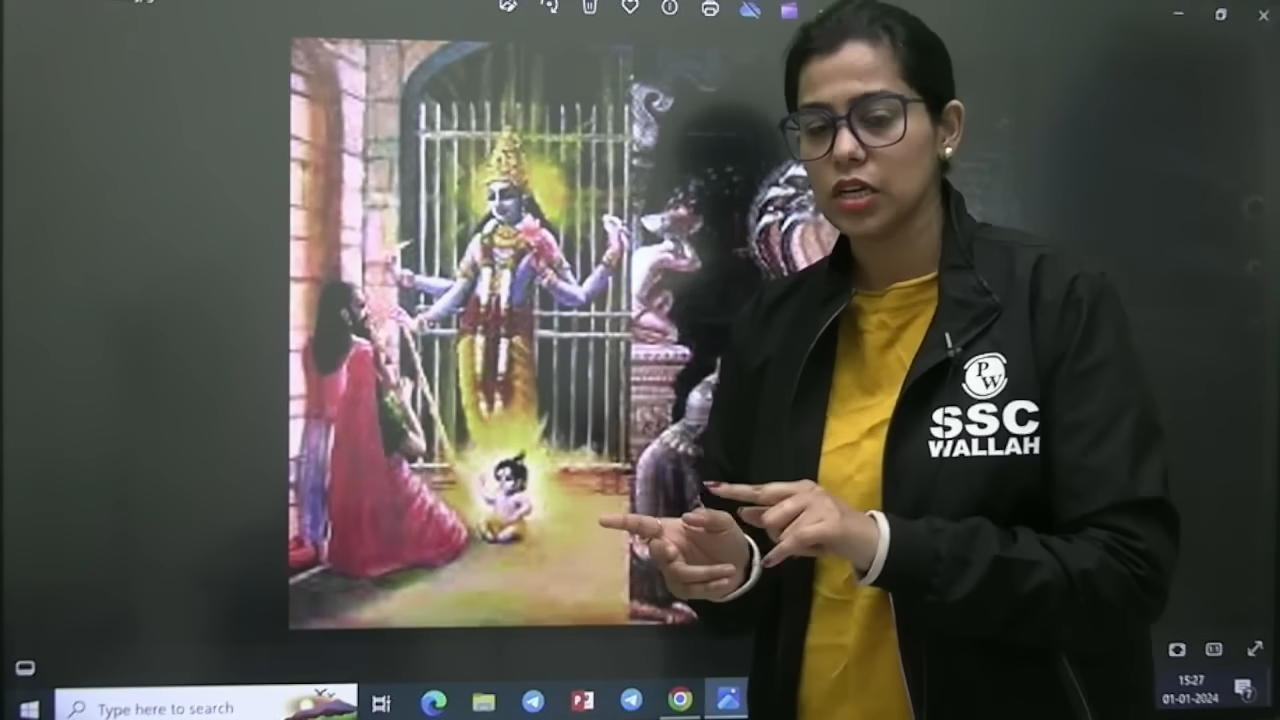 PW
SSC
WALLAH
Type here to search
15:27
01-01-2024